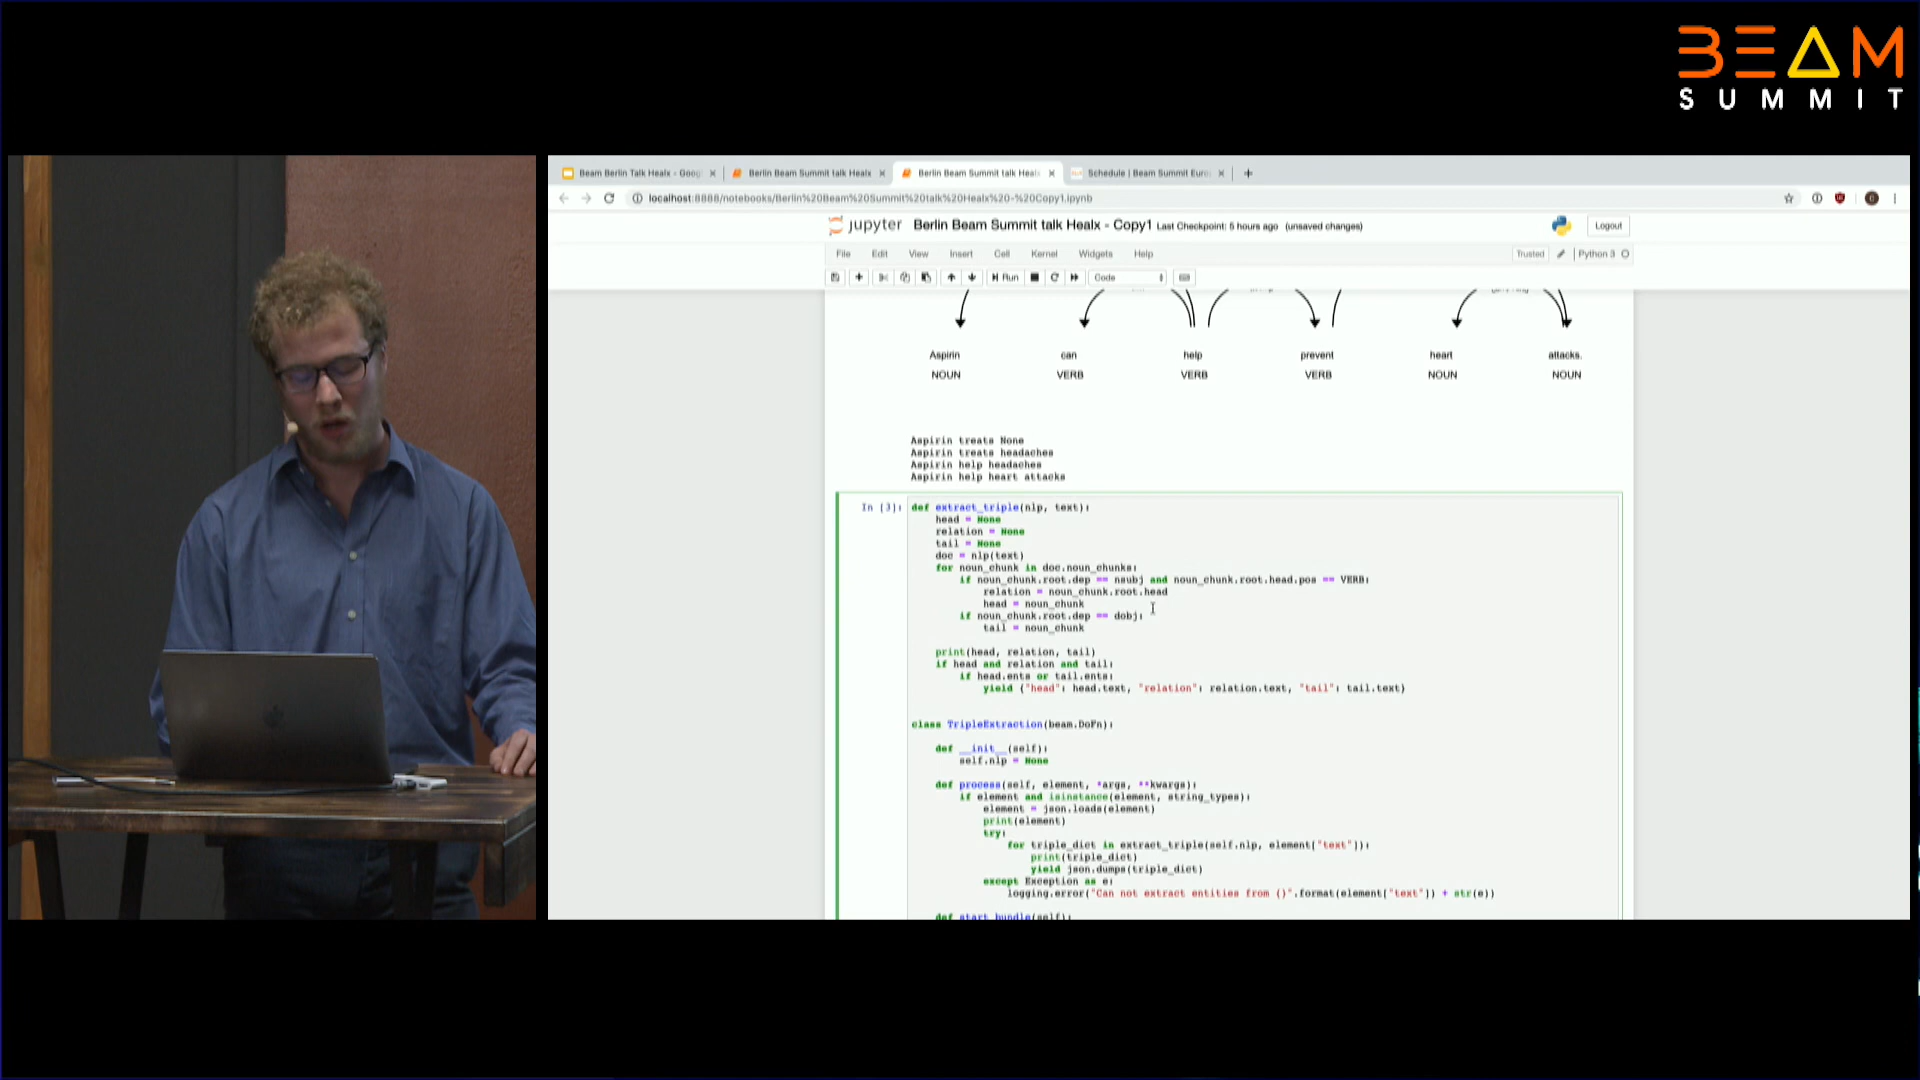 BEAM
SUMMIT
Beam Berlin Talk Healx - Goog
Berlin Beam Summit talk Healx
Berlin Beam Summit talk Heal
Schedule | Beam Summit Euro
localhost:8888/notebooks/Berlin%20Beam%20Summit%20talk%20Healx%20-%20Copy1.ipynb
jupyter Berlin Beam Summit talk Healx - Copy1 Last Checkpoint: 5 hours ago (unsaved changes)
Logout
File Edit View Insert Cell Kernel Widgets Help
Trusted Python 3
Run Code
Aspirin can help prevent heart attacks.
NOUN VERB VERB VERB NOUN NOUN
Aspirin treats None
Aspirin treats headaches
Aspirin help headaches
Aspirin help heart attacks
In [3]: def extract_triple(nlp, text):
head = None
relation = None
tail = None
doc = nlp(text)
for noun_chunk in doc.noun_chunks:
if noun_chunk.root.dep == nsubj and noun_chunk.root.head.pos == VERB:
relation = noun_chunk.root.head
head = noun_chunk
if noun_chunk.root.dep == dobj:
tail = noun_chunk
print(head, relation, tail)
if head and relation and tail:
if head.ents or tail.ents:
yield {"head": head.text, "relation": relation.text, "tail": tail.text}
class TripleExtraction(beam.DoFn):
def __init__(self):
self.nlp = None
def process(self, element, *args, **kwargs):
if element and isinstance(element, string_types):
element = json.loads(element)
print(element)
try:
for triple_dict in extract_triple(self.nlp, element["text"]):
print(triple_dict)
yield json.dumps(triple_dict)
except Exception as e:
logging.error("Can not extract entities from {}".format(element["text"]) + str(e))
def start_bundle(self):